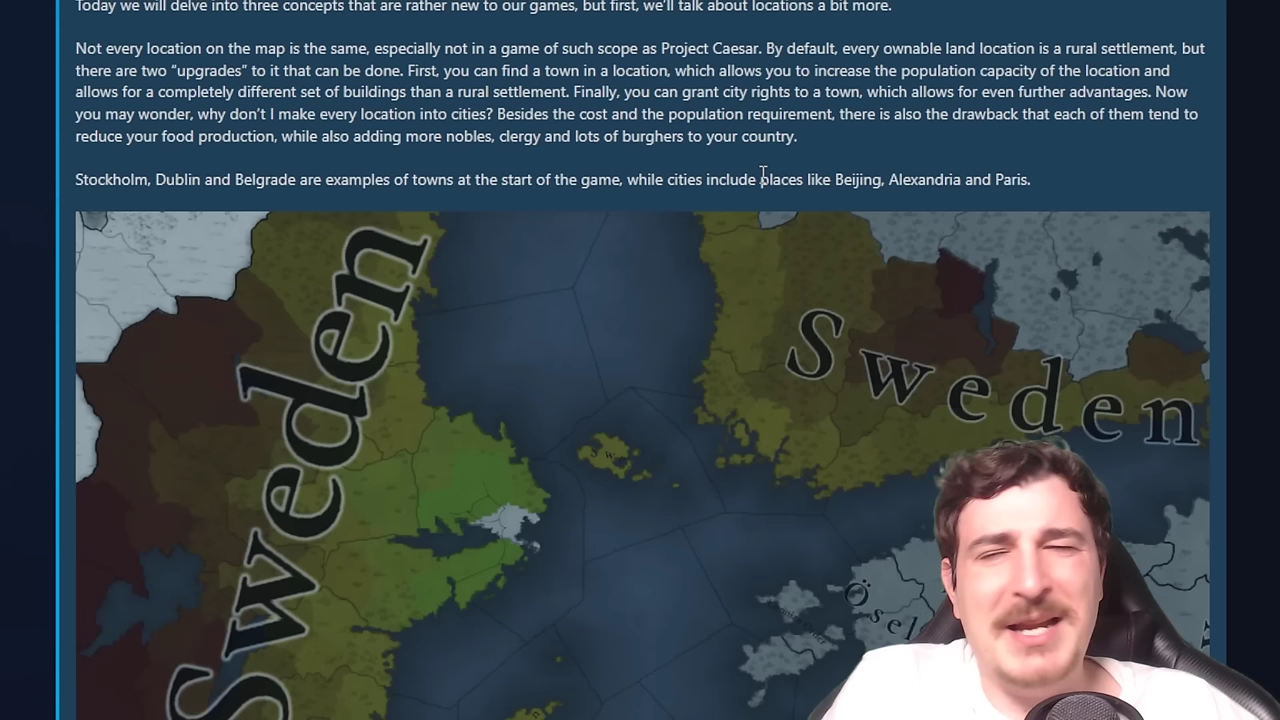 Today we will delve into three concepts that are rather new to our games, but first, we'll talk about locations a bit more.
Not every location on the map is the same, especially not in a game of such scope as Project Caesar. By default, every ownable land location is a rural settlement, but
there are two “upgrades” to it that can be done. First, you can find a town in a location, which allows you to increase the population capacity of the location and
allows for a completely different set of buildings than a rural settlement. Finally, you can grant city rights to a town, which allows for even further advantages. Now
you may wonder, why don't I make every location into cities? Besides the cost and the population requirement, there is also the drawback that each of them tend to
reduce your food production, while also adding more nobles, clergy and lots of burghers to your country.
Stockholm, Dublin and Belgrade are examples of towns at the start of the game, while cities include places like Beijing, Alexandria and Paris.
Sweden
Sweden
Ösel